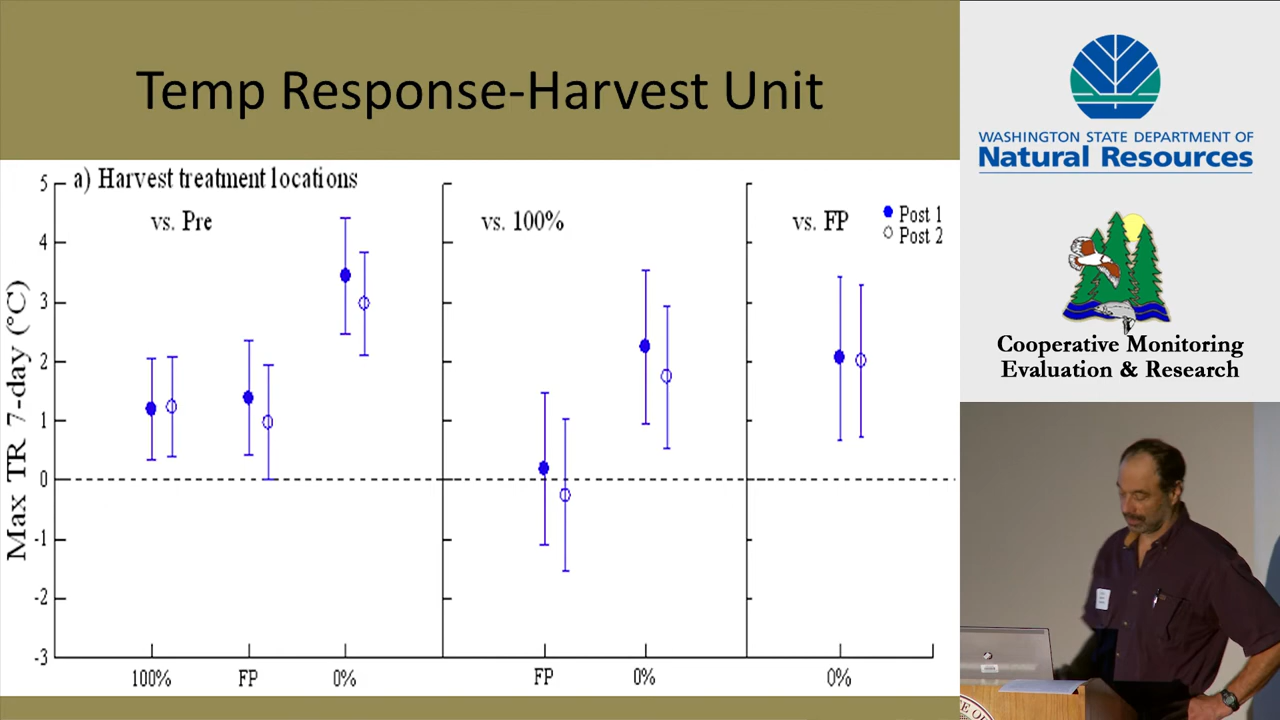 Temp Response-Harvest Unit
a) Harvest treatment locations
vs. Pre
vs. 100%
vs. FP
Post 1
Post 2
Max TR 7-day (°C)
5
4
3
2
1
0
-1
-2
-3
100%
FP
0%
FP
0%
0%
WASHINGTON STATE DEPARTMENT OF
Natural Resources
Cooperative Monitoring
Evaluation & Research